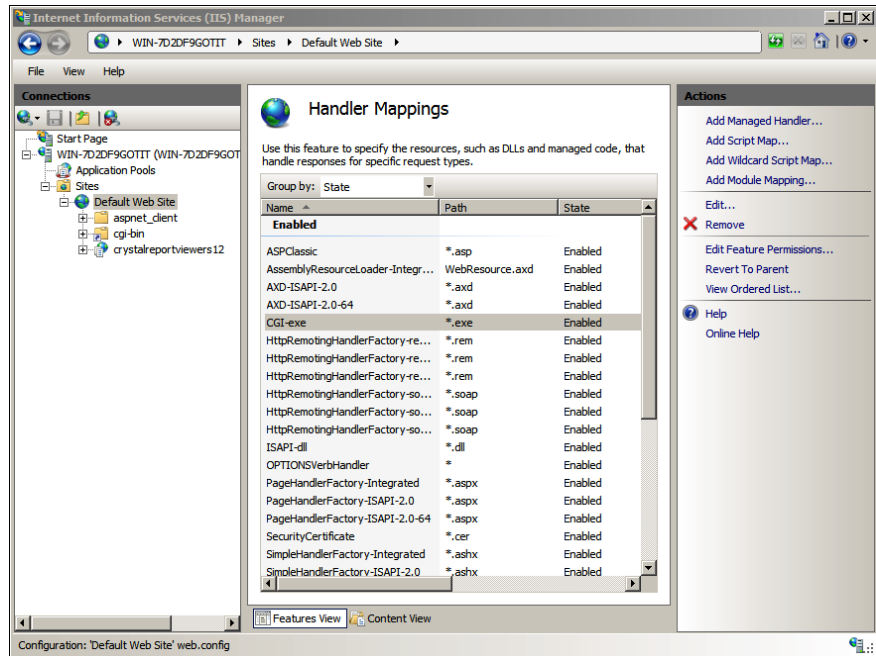 Internet Information Services (IIS) Manager
WIN-7D2DF9GOTIT Sites Default Web Site
File View Help
Connections
Start Page
WIN-7D2DF9GOTIT (WIN-7D2DF9GOT
Application Pools
Sites
Default Web Site
aspnet_client
cgi-bin
crystalreportviewers12
Handler Mappings
Use this feature to specify the resources, such as DLLs and managed code, that
handle responses for specific request types.
Group by: State
Name Path State
Enabled
ASPClassic *.asp Enabled
AssemblyResourceLoader-Integr... WebResource.axd Enabled
AXD-ISAPI-2.0 *.axd Enabled
AXD-ISAPI-2.0-64 *.axd Enabled
CGI-exe *.exe Enabled
HttpRemotingHandlerFactory-re... *.rem Enabled
HttpRemotingHandlerFactory-re... *.rem Enabled
HttpRemotingHandlerFactory-re... *.rem Enabled
HttpRemotingHandlerFactory-so... *.soap Enabled
HttpRemotingHandlerFactory-so... *.soap Enabled
HttpRemotingHandlerFactory-so... *.soap Enabled
ISAPI-dll *.dll Enabled
OPTIONSVerbHandler * Enabled
PageHandlerFactory-Integrated *.aspx Enabled
PageHandlerFactory-ISAPI-2.0 *.aspx Enabled
PageHandlerFactory-ISAPI-2.0-64 *.aspx Enabled
SecurityCertificate *.cer Enabled
SimpleHandlerFactory-Integrated *.ashx Enabled
SimpleHandlerFactory-ISAPI-2.0 *.ashx Enabled
Features View Content View
Actions
Add Managed Handler...
Add Script Map...
Add Wildcard Script Map...
Add Module Mapping...
Edit...
Remove
Edit Feature Permissions...
Revert To Parent
View Ordered List...
Help
Online Help
Configuration: 'Default Web Site' web.config